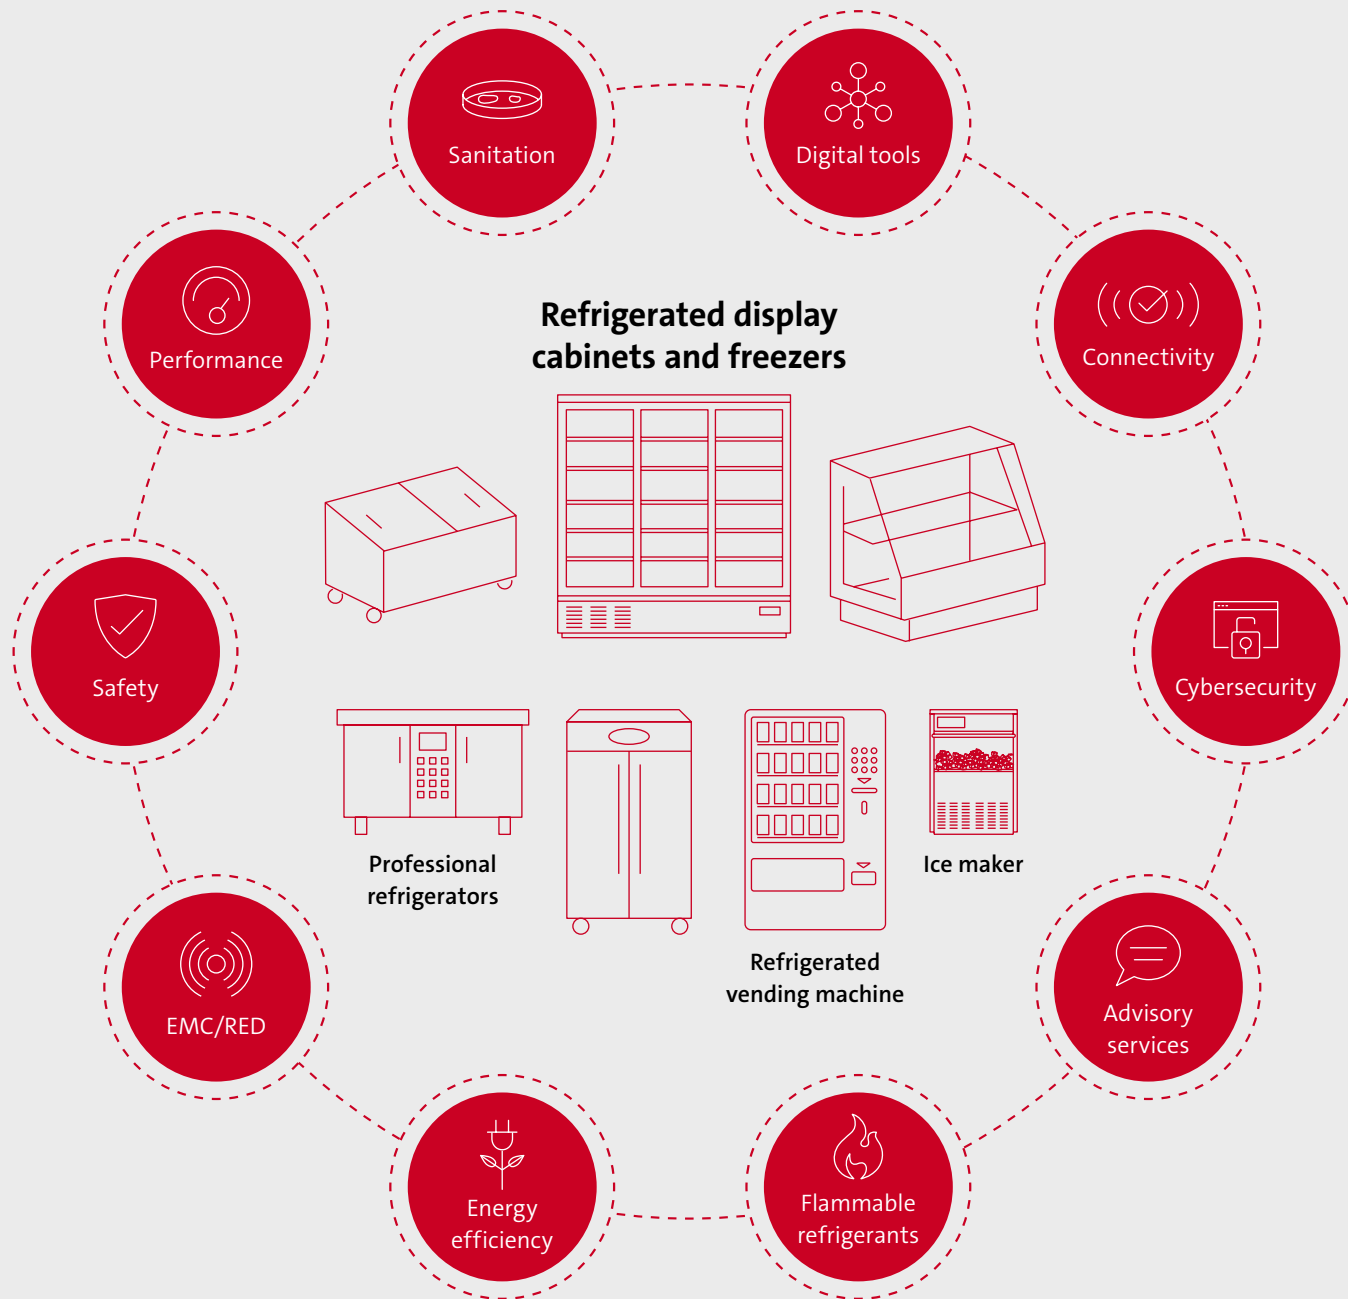 Sanitation
Digital tools
Performance
Connectivity
Refrigerated display
cabinets and freezers
Safety
Cybersecurity
Professional
refrigerators
Ice maker
Refrigerated
vending machine
EMC/RED
Advisory
services
Energy
efficiency
Flammable
refrigerants